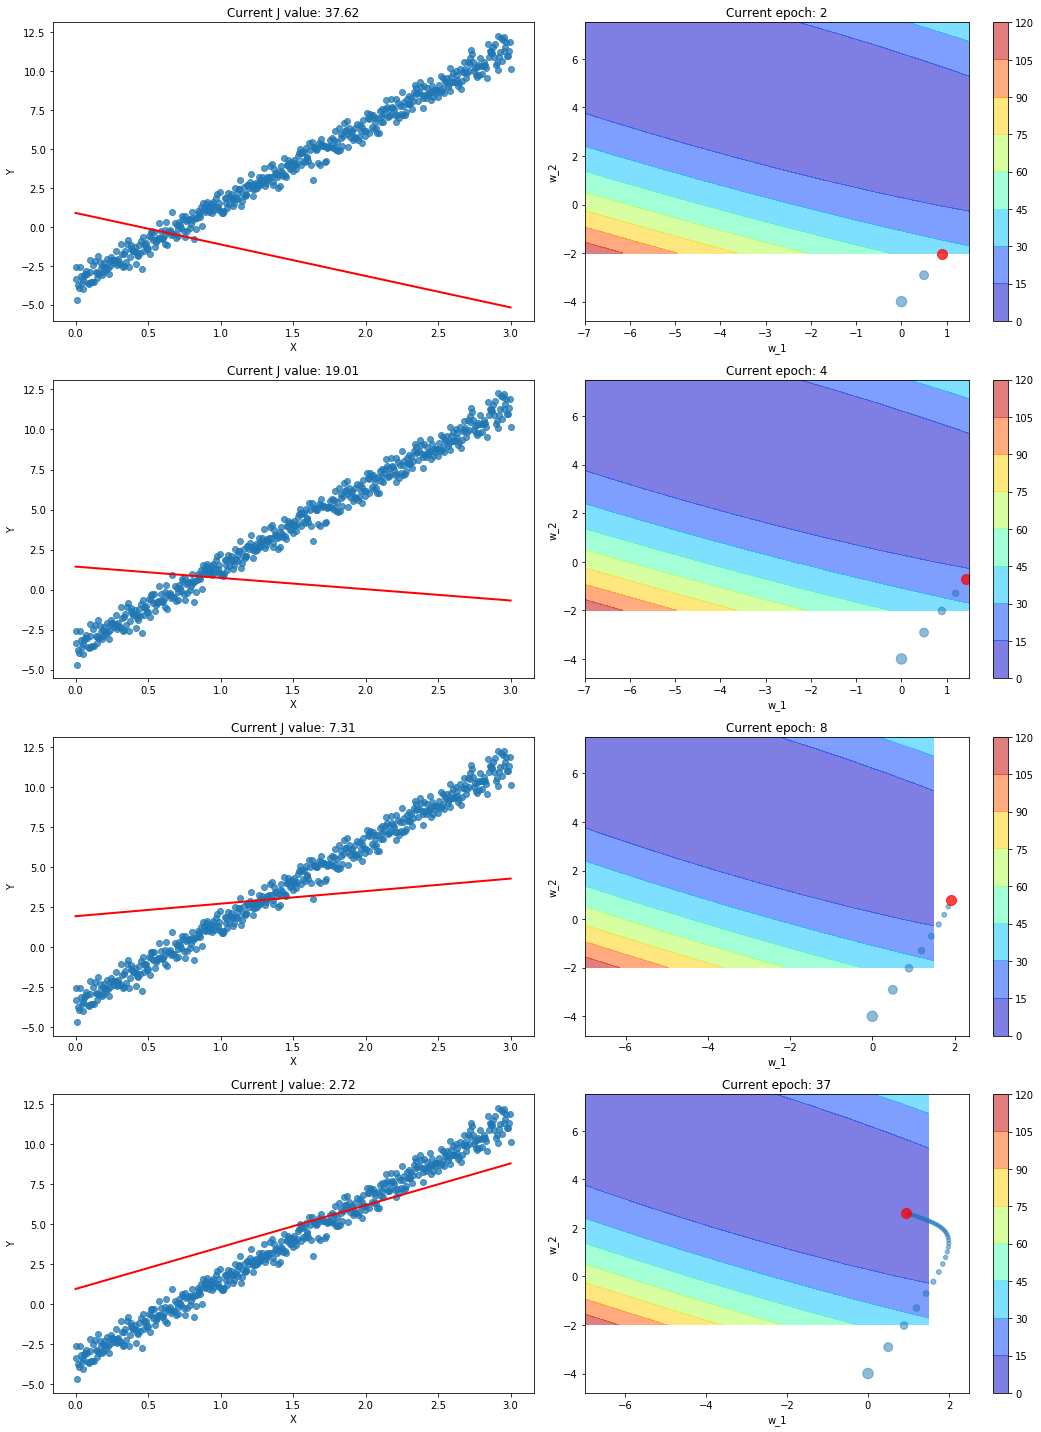 Current J value: 37.62
12.5
10.0
7.5
5.0
2.5
0.0
−2.5
−5.0
Y
0.0 0.5 1.0 1.5 2.0 2.5 3.0
X
Current epoch: 2
6
4
2
0
−2
−4
w_2
−7 −6 −5 −4 −3 −2 −1 0 1
w_1
120
105
90
75
60
45
30
15
0
Current J value: 19.01
12.5
10.0
7.5
5.0
2.5
0.0
−2.5
−5.0
Y
0.0 0.5 1.0 1.5 2.0 2.5 3.0
X
Current epoch: 4
6
4
2
0
−2
−4
w_2
−7 −6 −5 −4 −3 −2 −1 0 1
w_1
120
105
90
75
60
45
30
15
0
Current J value: 7.31
12.5
10.0
7.5
5.0
2.5
0.0
−2.5
−5.0
Y
0.0 0.5 1.0 1.5 2.0 2.5 3.0
X
Current epoch: 8
6
4
2
0
−2
−4
w_2
−6 −4 −2 0 2
w_1
120
105
90
75
60
45
30
15
0
Current J value: 2.72
12.5
10.0
7.5
5.0
2.5
0.0
−2.5
−5.0
Y
0.0 0.5 1.0 1.5 2.0 2.5 3.0
X
Current epoch: 37
6
4
2
0
−2
−4
w_2
−6 −4 −2 0 2
w_1
120
105
90
75
60
45
30
15
0